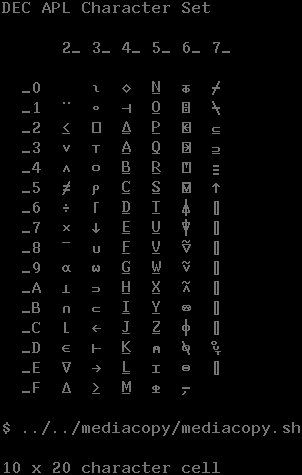 DEC APL Character Set
2_ 3_ 4_ 5_ 6_ 7_
_0 ⍳ ⋄ N̲ ⌿
_1 ¨ ∘ ⊣ O̲ ⌹ ⍀
_2 ≤ ⎕ ⍙ P̲ ⊆
_3 ∨ ⊤ A̲ Q̲ ⊇
_4 ∧ ○ B̲ R̲ ⍞ ≡
_5 ≠ ⍴ C̲ S̲ ↑
_6 ÷ ⌈ D̲ T̲ ⍋
_7 × ↓ E̲ U̲ ⍒
_8 ¯ ∪ F̲ V̲ ⍫
_9 ⍺ ⍵ G̲ W̲ ⍱
_A ⊥ ⊃ H̲ X̲ ⍲
_B ∩ ⊂ I̲ Y̲
_C ⌊ ← J̲ Z̲ ⌽
_D ∊ ⊢ K̲ ⍝ ⍉
_E ∇ → L̲ ⌶ ⊖
_F ∆ ≥ M̲ ⍪
$ ../../mediacopy/mediacopy.sh
10 x 20 character cell